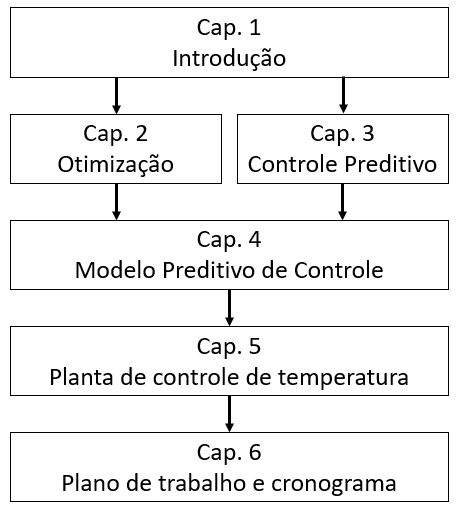 Cap. 1
Introdução
Cap. 2
Otimização
Cap. 3
Controle Preditivo
Cap. 4
Modelo Preditivo de Controle
Cap. 5
Planta de controle de temperatura
Cap. 6
Plano de trabalho e cronograma